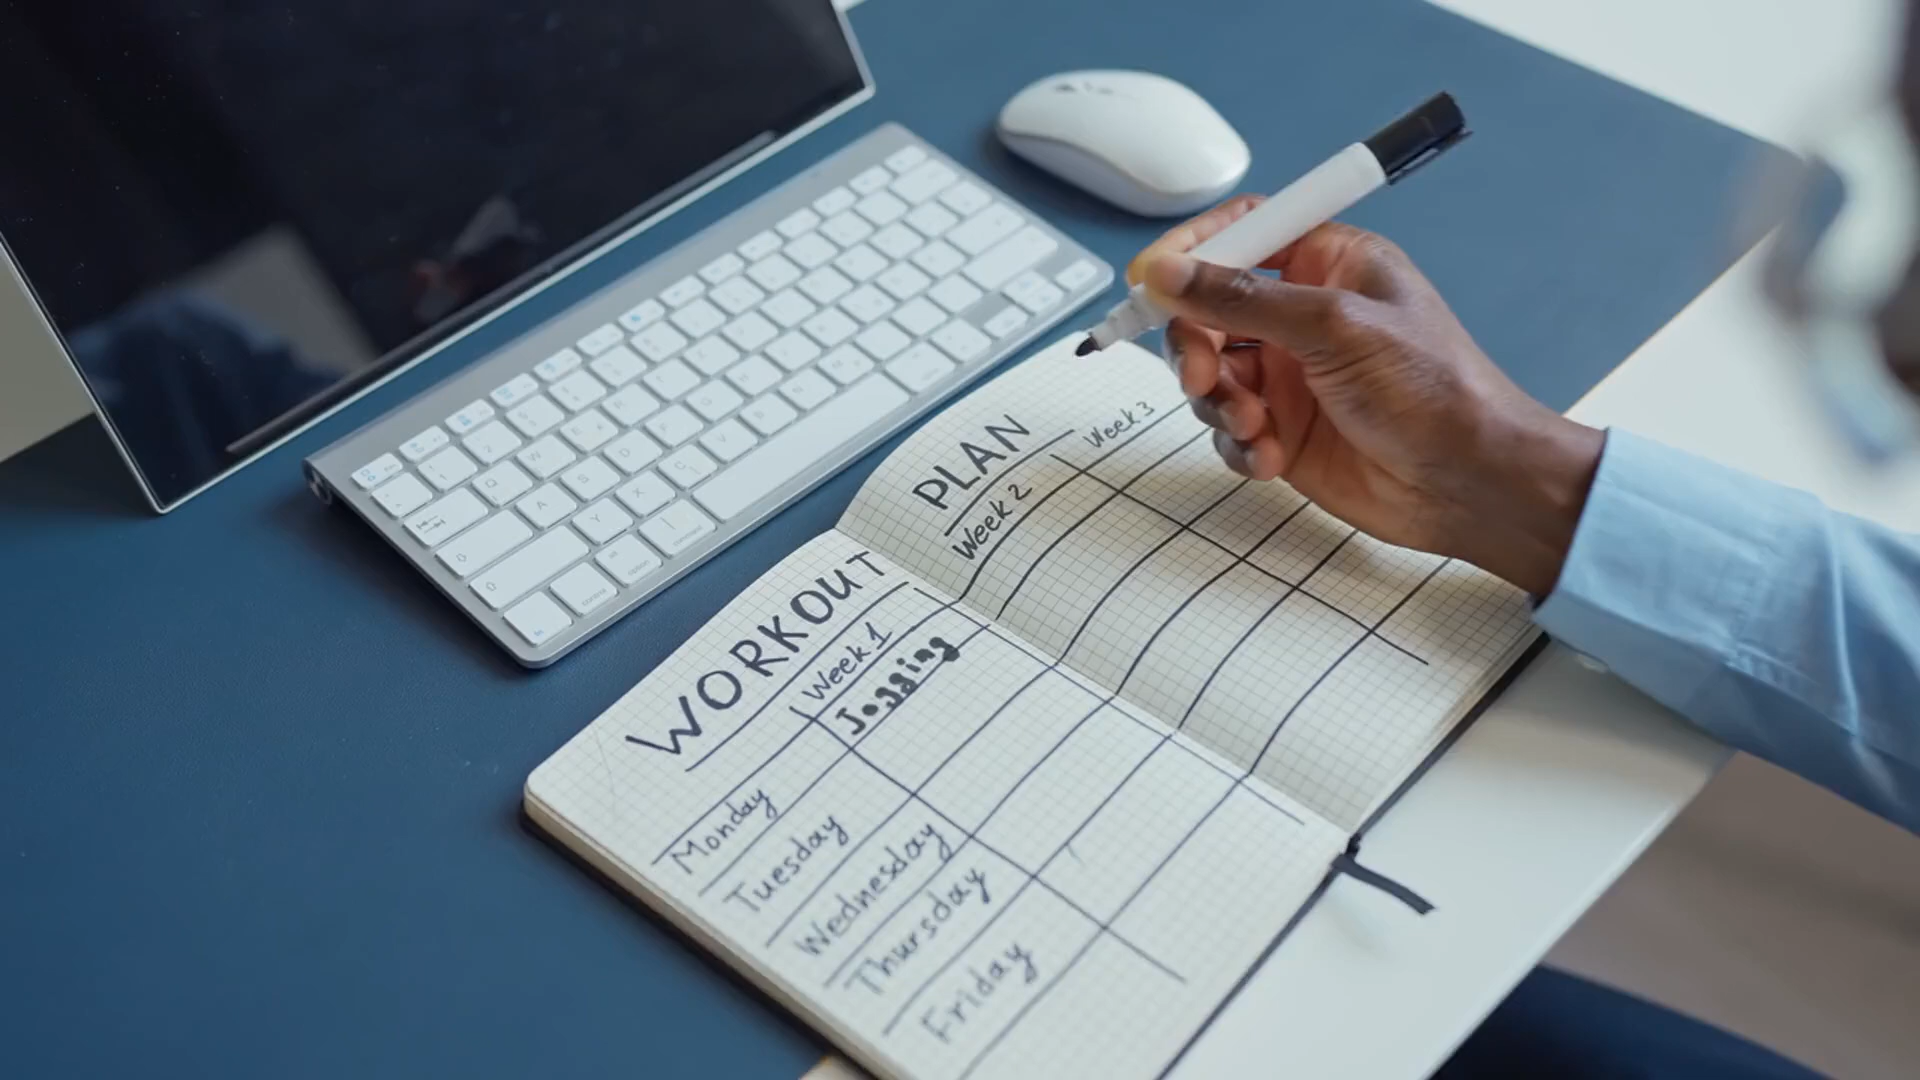 WORKOUT PLAN
Week 1 Week 2 Week 3
Jogging
Monday
Tuesday
Wednesday
Thursday
Friday